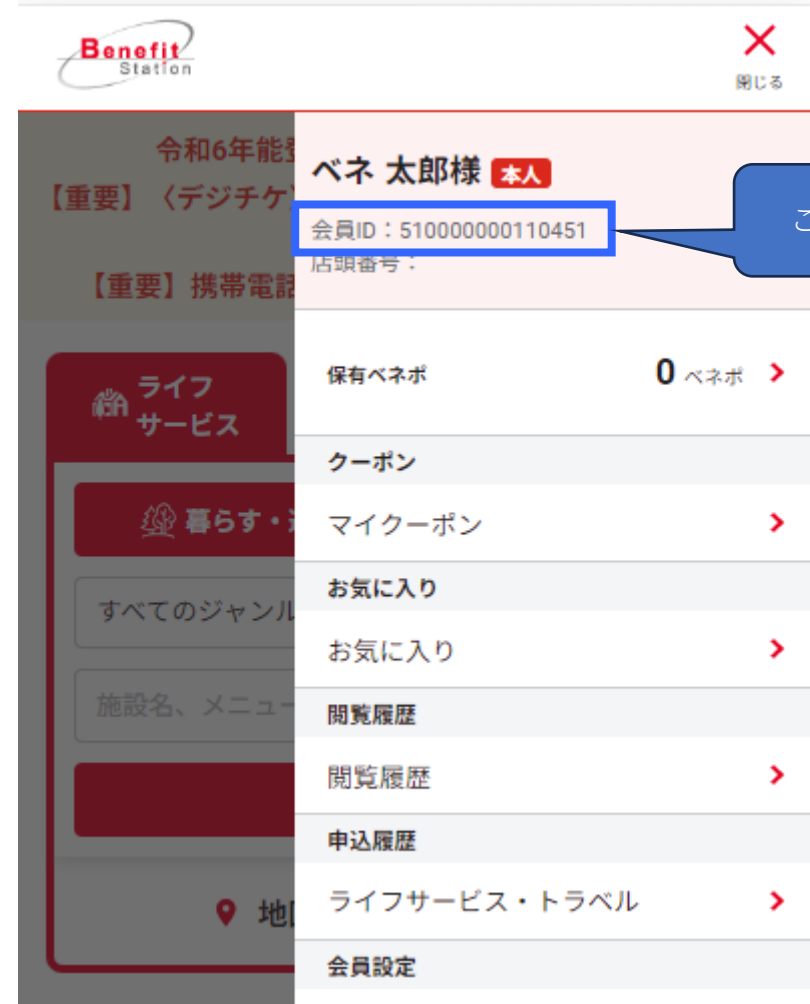 Benefit
Station
閉じる
令和6年能登
【重要】〈デジチケ
【重要】携帯電話
ベネ 太郎様 本人
会員ID：510000000110451
店頭番号：
こ
保有ベネポ
0 ベネポ
ライフ
サービス
クーポン
暮らす・
マイクーポン
お気に入り
すべてのジャンル
お気に入り
施設名、メニュー
閲覧履歴
閲覧履歴
申込履歴
ライフサービス・トラベル
地
会員設定